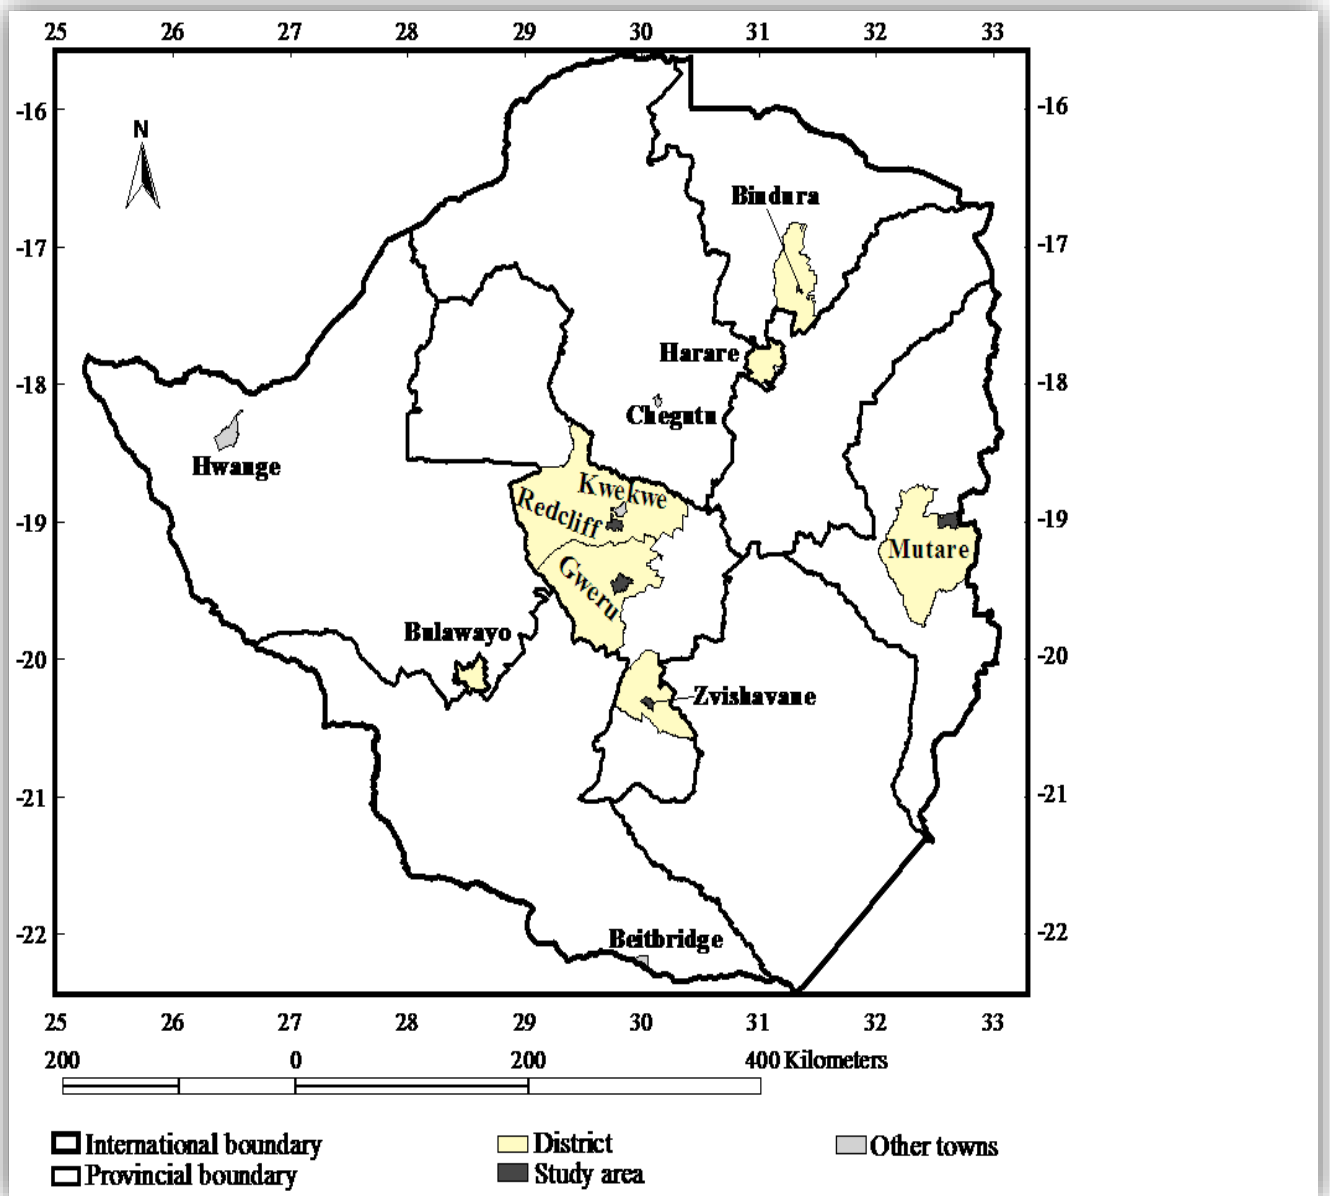 25 26 27 28 29 30 31 32 33
-16 -16
N
Bindura
-17 -17
Harare
-18 -18
Chegutu
Hwange
Kwekwe
Redcliff
-19 -19
Mutare
Gweru
Bulawayo
-20 -20
Zvishavane
-21 -21
-22 -22
Beitbridge
25 26 27 28 29 30 31 32 33
200 0 200 400 Kilometers
International boundary District Other towns
Provincial boundary Study area